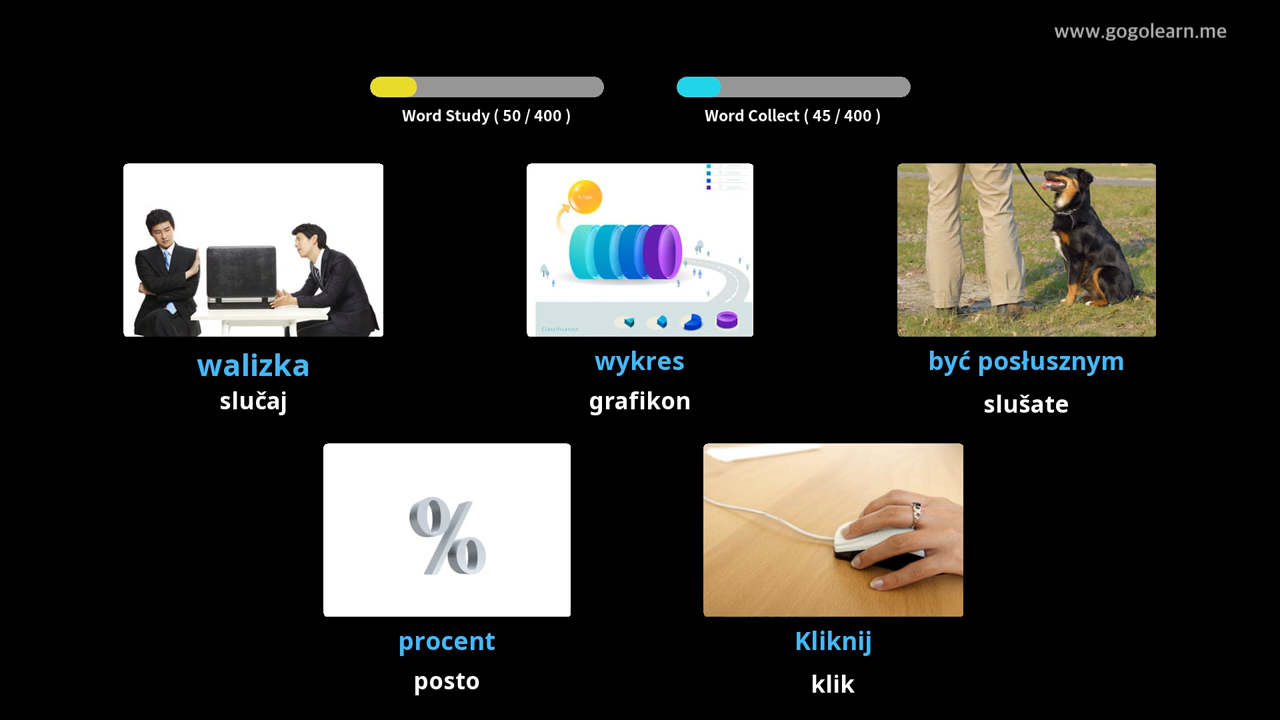 www.gogolearn.me
Word Study ( 50 / 400 )
Word Collect ( 45 / 400 )
walizka
slučaj
wykres
grafikon
być posłusznym
slušate
%
procent
posto
Kliknij
klik